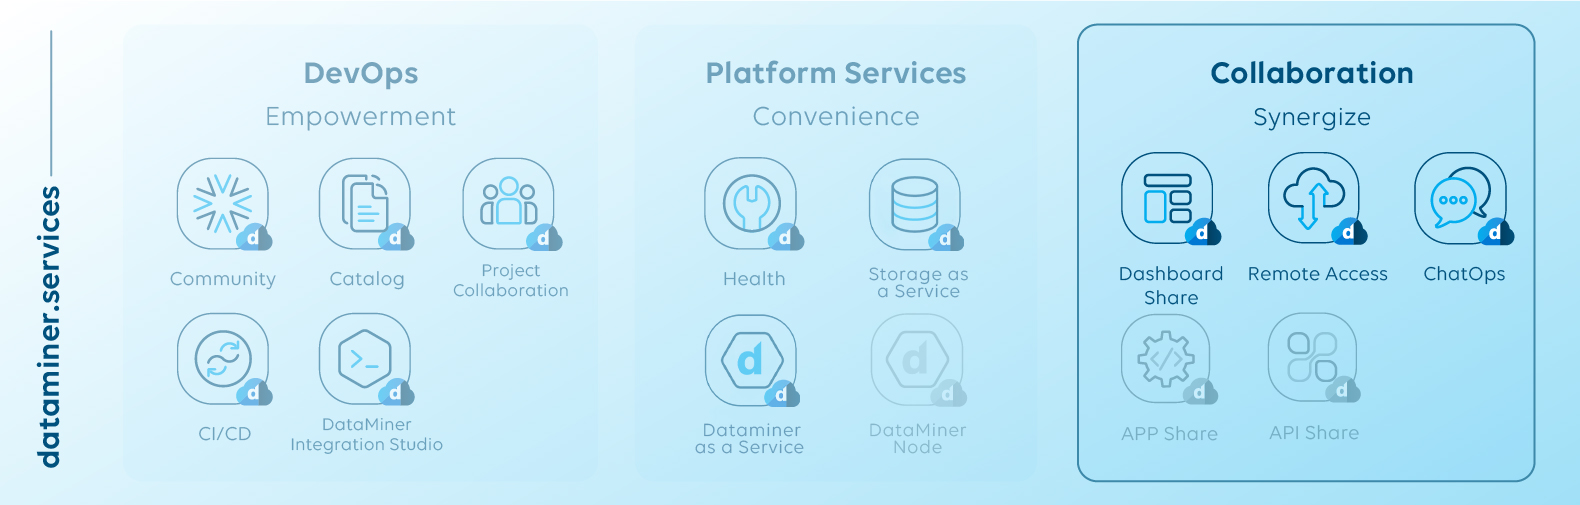 dataminer.services
DevOps
Empowerment
Community
Catalog
Project
Collaboration
CI/CD
DataMiner
Integration Studio
Platform Services
Convenience
Health
Storage as
a Service
Dataminer
as a Service
DataMiner
Node
Collaboration
Synergize
Dashboard
Share
Remote Access
ChatOps
APP Share
API Share